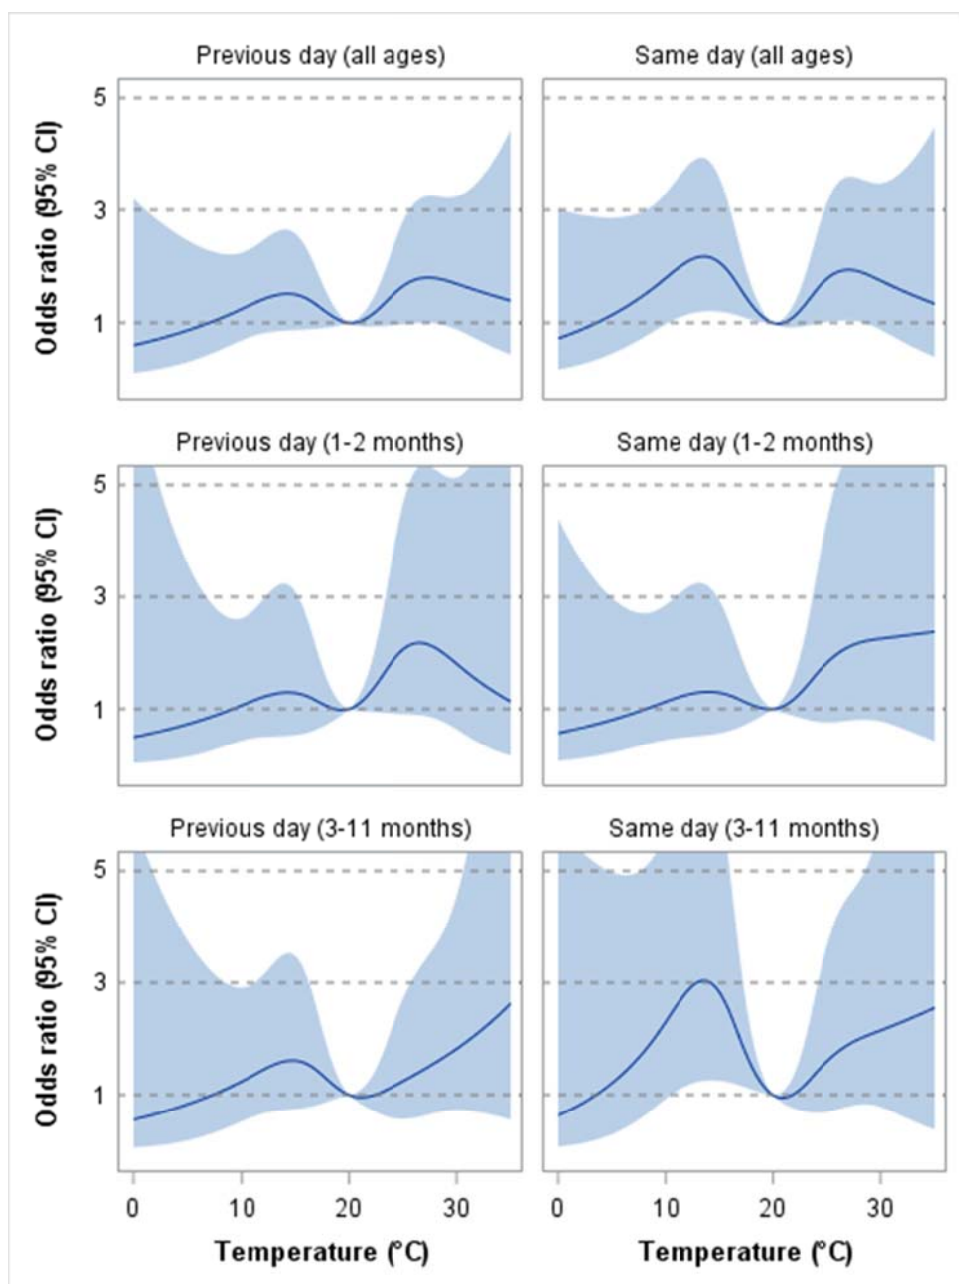 Previous day (all ages)
Same day (all ages)
Odds ratio (95% CI)
5
3
1
Previous day (1-2 months)
Same day (1-2 months)
Odds ratio (95% CI)
5
3
1
Previous day (3-11 months)
Same day (3-11 months)
Odds ratio (95% CI)
5
3
1
0 10 20 30
0 10 20 30
Temperature (°C)
Temperature (°C)